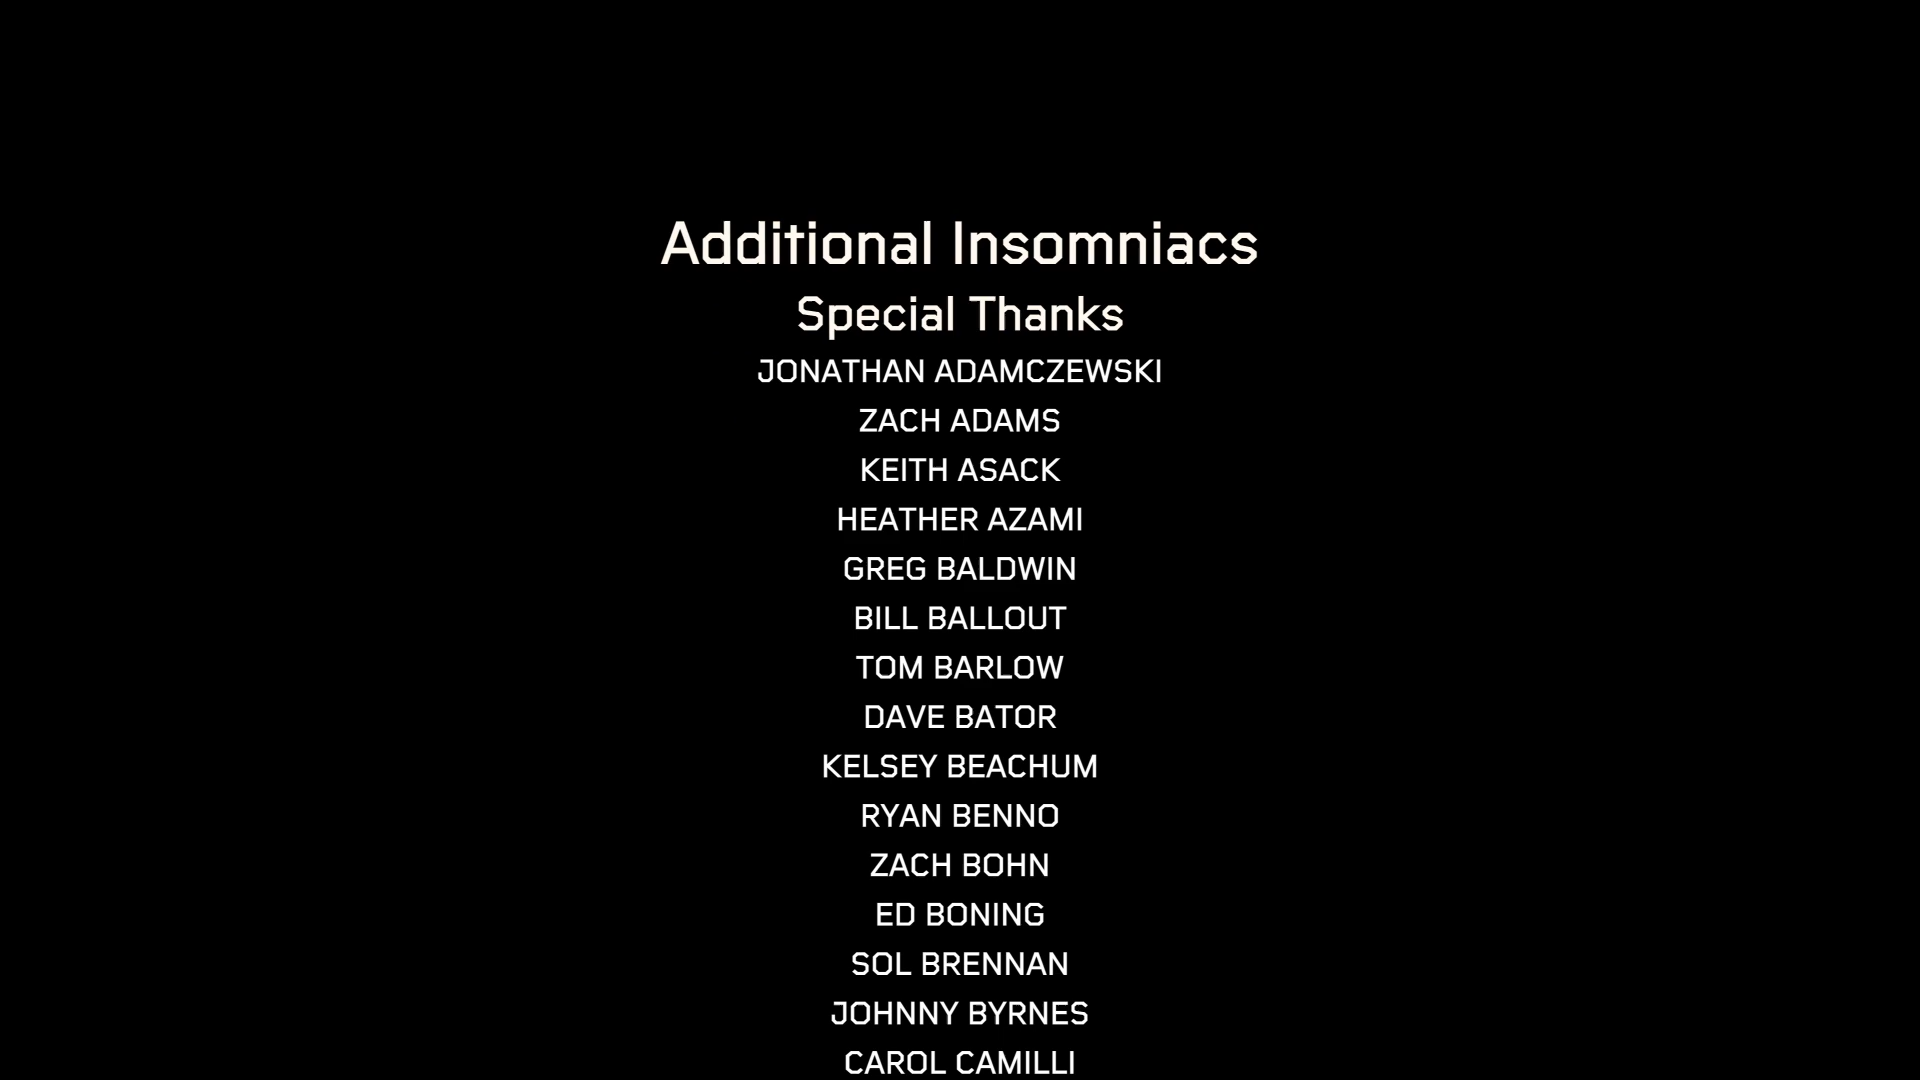 Additional Insomniacs
Special Thanks
JONATHAN ADAMCZEWSKI
ZACH ADAMS
KEITH ASACK
HEATHER AZAMI
GREG BALDWIN
BILL BALLOUT
TOM BARLOW
DAVE BATOR
KELSEY BEACHUM
RYAN BENNO
ZACH BOHN
ED BONING
SOL BRENNAN
JOHNNY BYRNES
CAROL CAMILLI